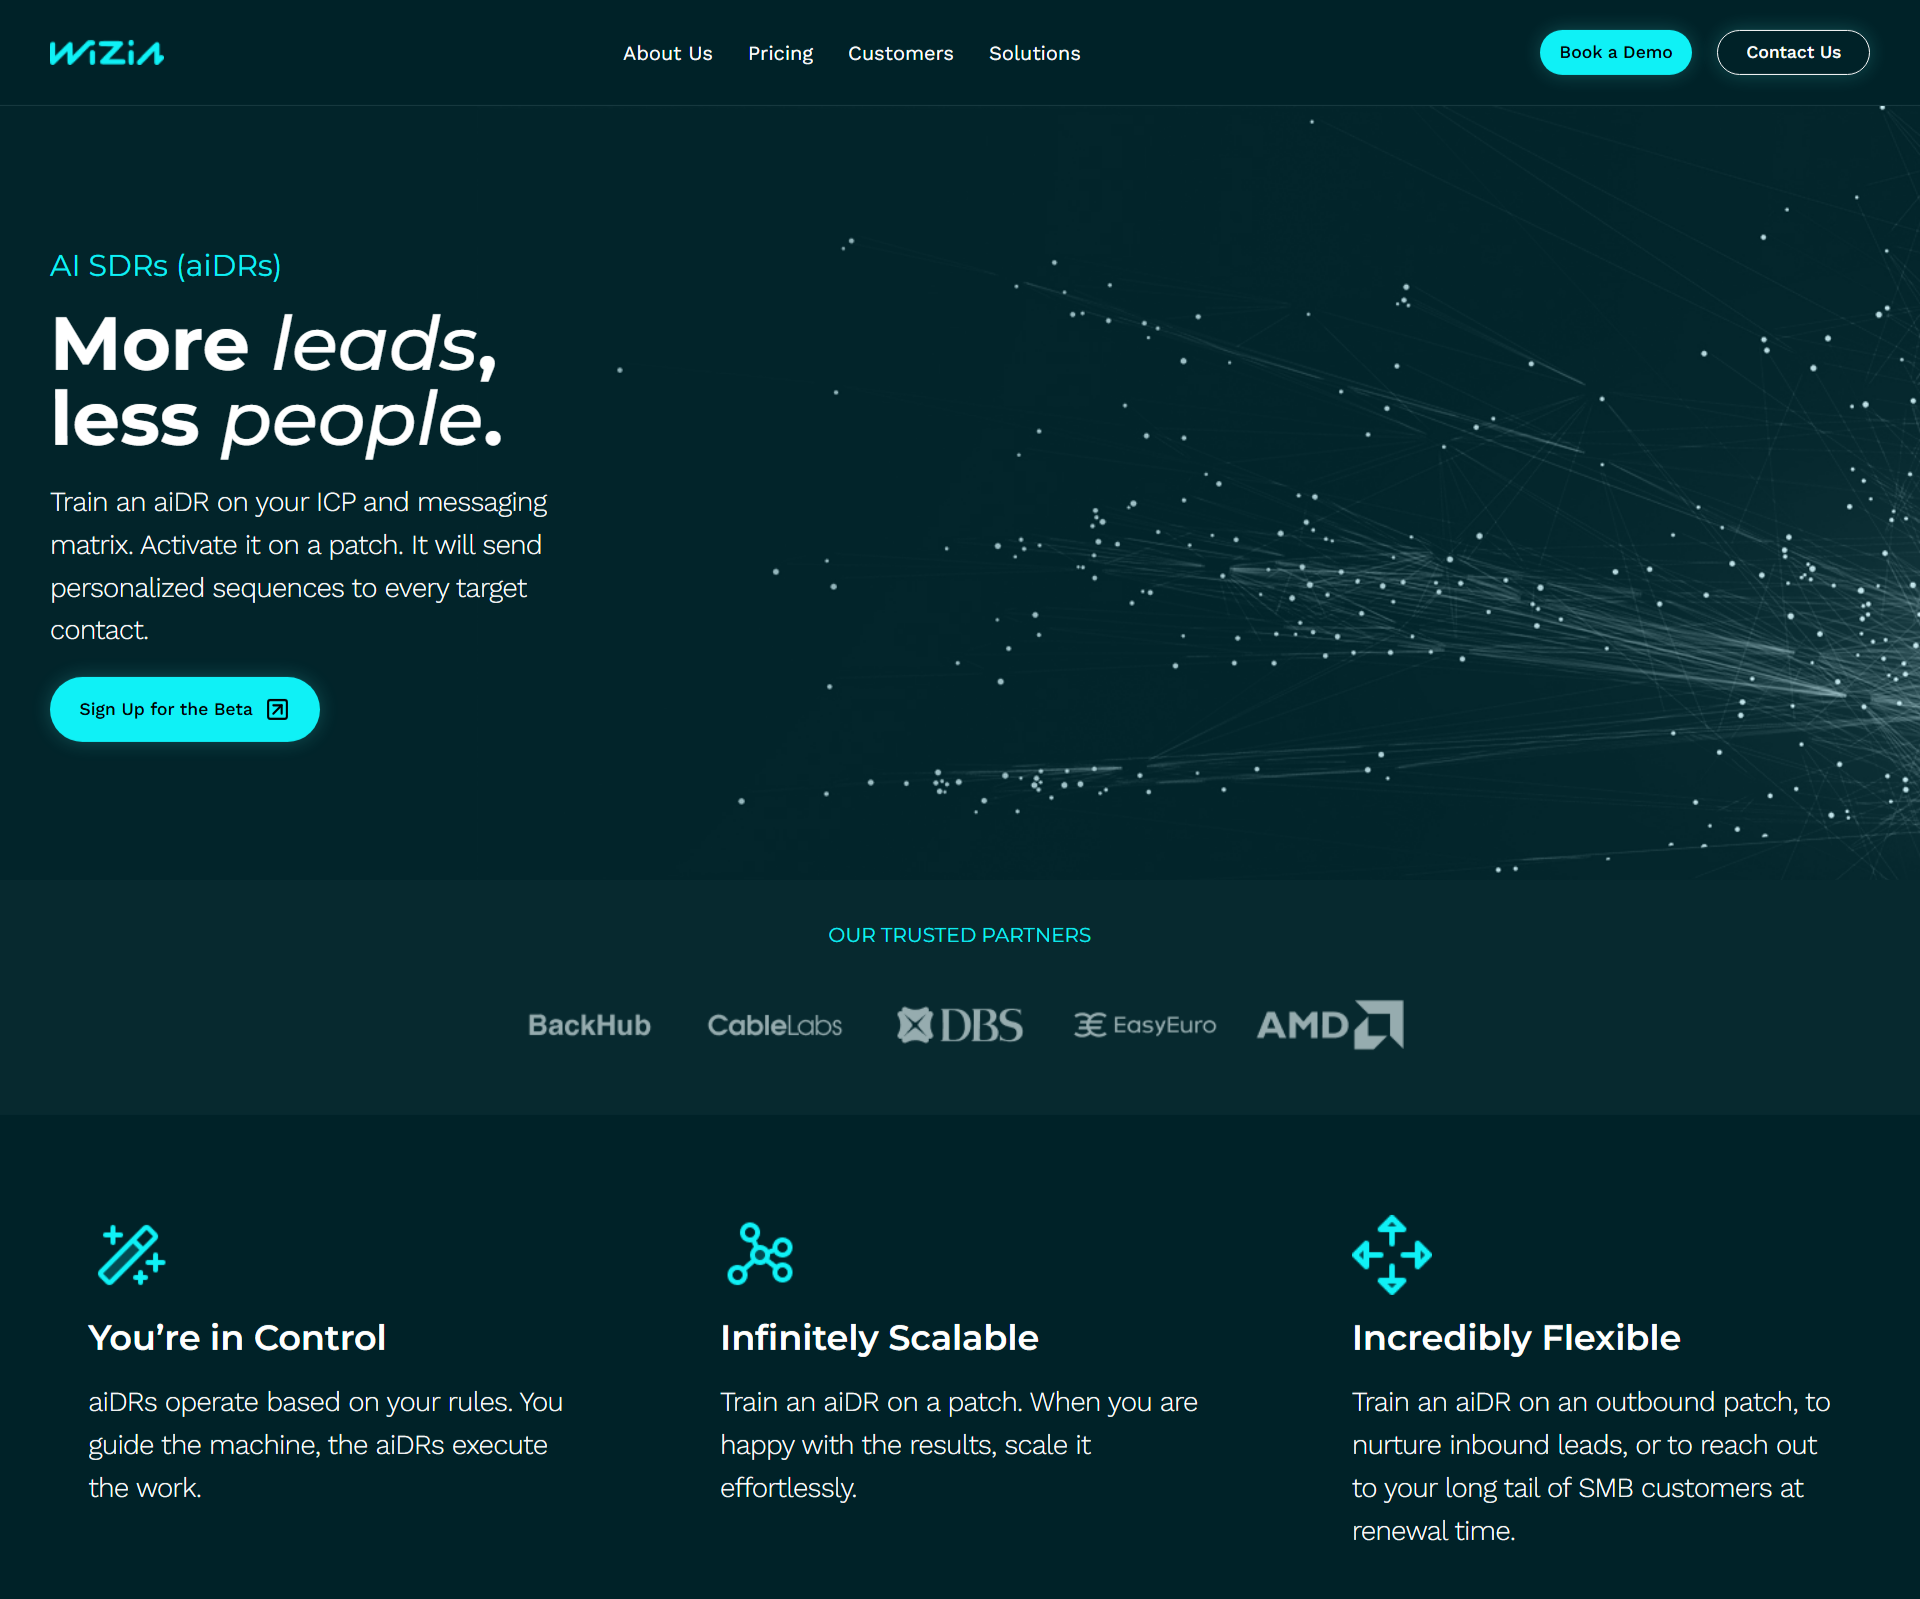 WiZiA
About Us
Pricing
Customers
Solutions
Book a Demo
Contact Us
AI SDRs (aiDRs)
More leads,
less people.
Train an aiDR on your ICP and messaging
matrix. Activate it on a patch. It will send
personalized sequences to every target
contact.
Sign Up for the Beta
OUR TRUSTED PARTNERS
BackHub
CableLabs
DBS
EasyEuro
AMD
You’re in Control
aiDRs operate based on your rules. You
guide the machine, the aiDRs execute
the work.
Infinitely Scalable
Train an aiDR on a patch. When you are
happy with the results, scale it
effortlessly.
Incredibly Flexible
Train an aiDR on an outbound patch, to
nurture inbound leads, or to reach out
to your long tail of SMB customers at
renewal time.